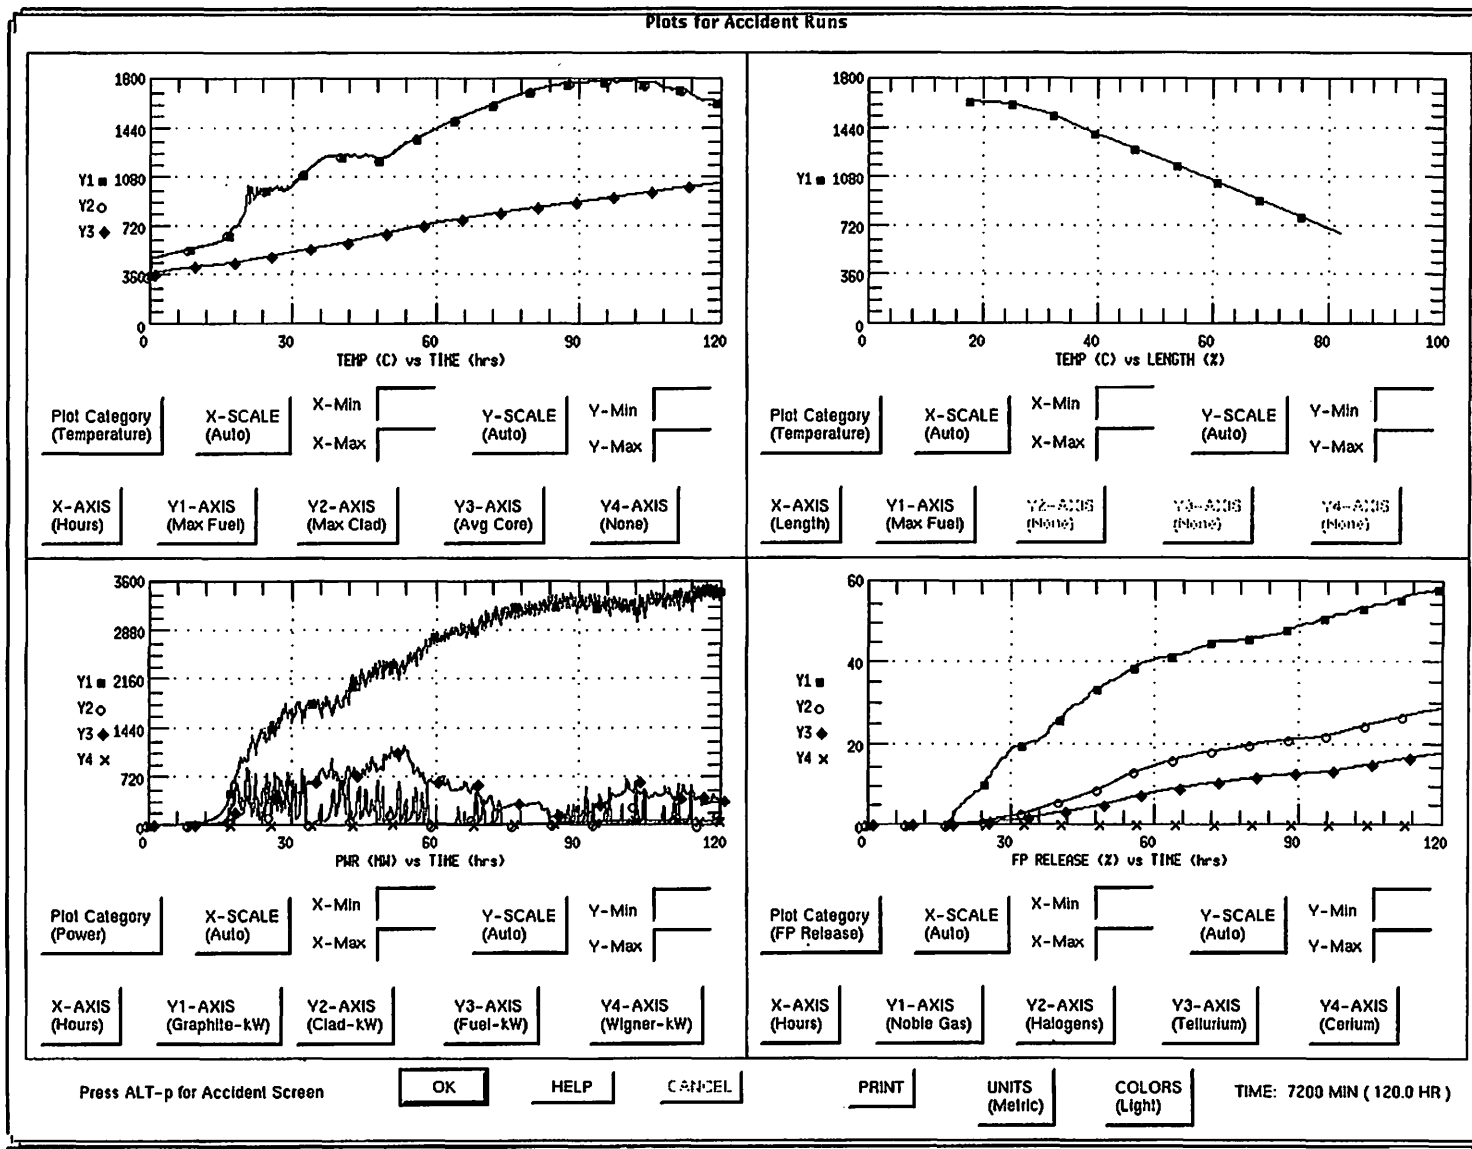 Plots for Accident Runs
1800
1440
1080
720
360
0
Y1
Y2
Y3
0 30 60 90 120
TEMP (C) vs TIME (hrs)
Plot Category
(Temperature)
X-SCALE
(Auto)
X-Min
X-Max
Y-SCALE
(Auto)
Y-Min
Y-Max
X-AXIS
(Hours)
Y1-AXIS
(Max Fuel)
Y2-AXIS
(Max Clad)
Y3-AXIS
(Avg Core)
Y4-AXIS
(None)
1800
1440
Y1 1080
720
360
0
0 20 40 60 80 100
TEMP (C) vs LENGTH (%)
Plot Category
(Temperature)
X-SCALE
(Auto)
X-Min
X-Max
Y-SCALE
(Auto)
Y-Min
Y-Max
X-AXIS
(Length)
Y1-AXIS
(Max Fuel)
Y2-AXIS
(None)
Y3-AXIS
(None)
Y4-AXIS
(None)
3600
2880
Y1 2160
Y2
Y3 1440
Y4
720
0
0 30 60 90 120
PWR (MW) vs TIME (hrs)
Plot Category
(Power)
X-SCALE
(Auto)
X-Min
X-Max
Y-SCALE
(Auto)
Y-Min
Y-Max
X-AXIS
(Hours)
Y1-AXIS
(Graphite-kW)
Y2-AXIS
(Clad-kW)
Y3-AXIS
(Fuel-kW)
Y4-AXIS
(Wigner-kW)
60
40
Y1
Y2
Y3
20
Y4
0
0 30 60 90 120
FP RELEASE (%) vs TIME (hrs)
Plot Category
(FP Release)
X-SCALE
(Auto)
X-Min
X-Max
Y-SCALE
(Auto)
Y-Min
Y-Max
X-AXIS
(Hours)
Y1-AXIS
(Noble Gas)
Y2-AXIS
(Halogens)
Y3-AXIS
(Tellurium)
Y4-AXIS
(Cerium)
Press ALT-p for Accident Screen
OK
HELP
CANCEL
PRINT
UNITS
(Metric)
COLORS
(Light)
TIME: 7200 MIN ( 120.0 HR )